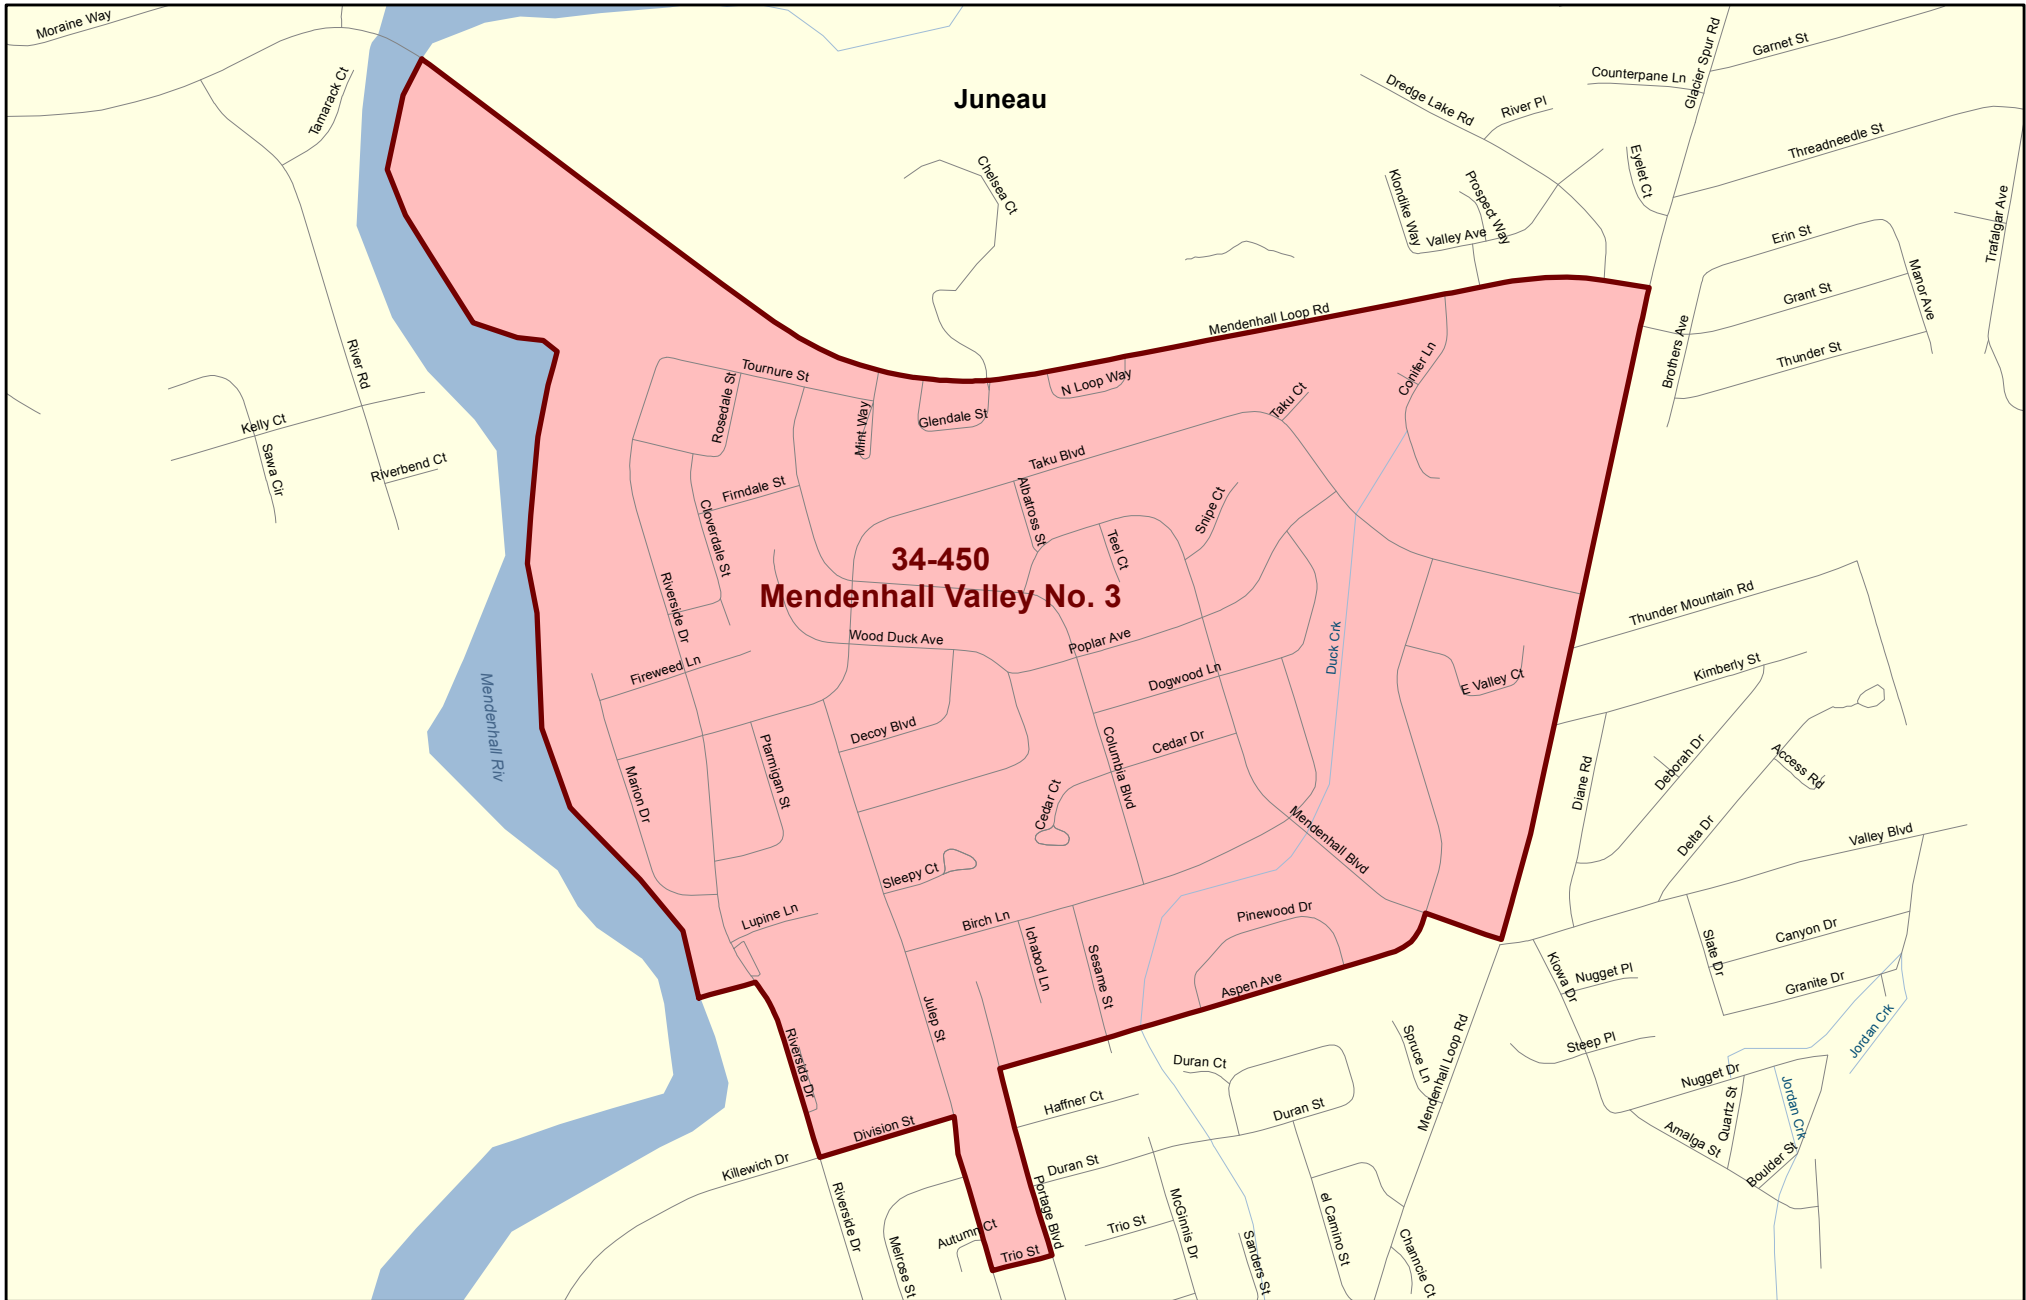 Moraine Way
Tamarack Ct
Juneau
Chelsea Ct
Dredge Lake Rd
River Pl
Counterpane Ln
Glacier Spur Rd
Garnet St
Threadneedle St
Eyelet Ct
Klondike Way
Prospect Way
Valley Ave
Trafalgar Ave
Erin St
Manor Ave
Grant St
Thunder St
Brothers Ave
Mendenhall Loop Rd
River Rd
Kelly Ct
Sawa Cir
Riverbend Ct
Tournure St
Rosedale St
Mint Way
Glendale St
N Loop Way
Taku Ct
Conifer Ln
Taku Blvd
Firndale St
Cloverdale St
Albatross St
Teel Ct
Snipe Ct
34-450
Mendenhall Valley No. 3
Riverside Dr
Wood Duck Ave
Poplar Ave
Duck Crk
Thunder Mountain Rd
Fireweed Ln
Dogwood Ln
E Valley Ct
Kimberly St
Mendenhall Riv
Decoy Blvd
Ptarmigan St
Columbia Blvd
Cedar Dr
Marion Dr
Cedar Ct
Mendenhall Blvd
Diane Rd
Deborah Dr
Access Rd
Delta Dr
Valley Blvd
Sleepy Ct
Lupine Ln
Birch Ln
Ichabod Ln
Sesame St
Pinewood Dr
Aspen Ave
Kiowa Dr
Nugget Pl
Slate Dr
Canyon Dr
Granite Dr
Julep St
Riverside Dr
Steep Pl
Jordan Crk
Spruce Ln
Mendenhall Loop Rd
Duran Ct
Nugget Dr
Quartz St
Jordan Crk
Haffner Ct
Duran St
Division St
Amalga St
Boulder St
Killewich Dr
Duran St
Portage Blvd
Riverside Dr
Melrose St
Autumn Ct
Trio St
Trio St
McGinnis Dr
Sanders St
el Camino St
Channcie Ct